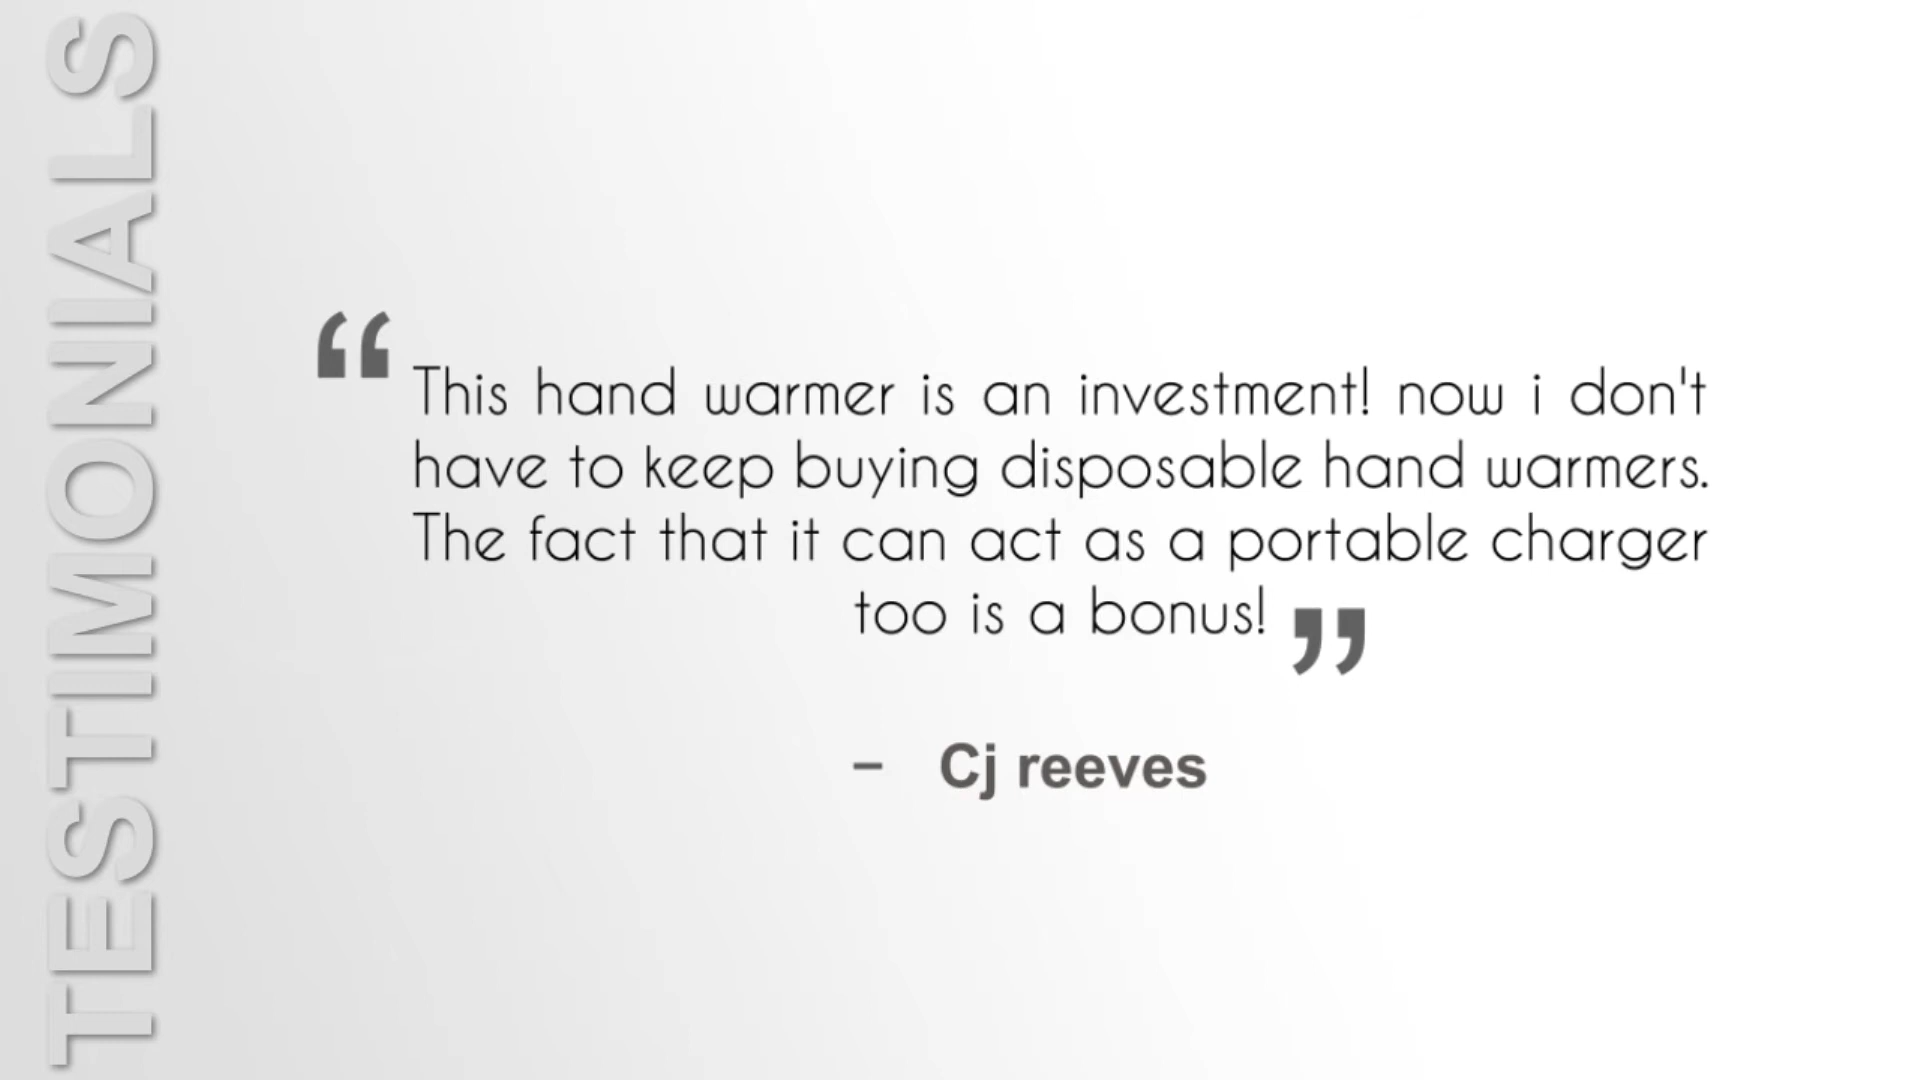 TESTIMONIALS
“This hand warmer is an investment! now i don't
have to keep buying disposable hand warmers.
The fact that it can act as a portable charger
too is a bonus!”
– Cj reeves